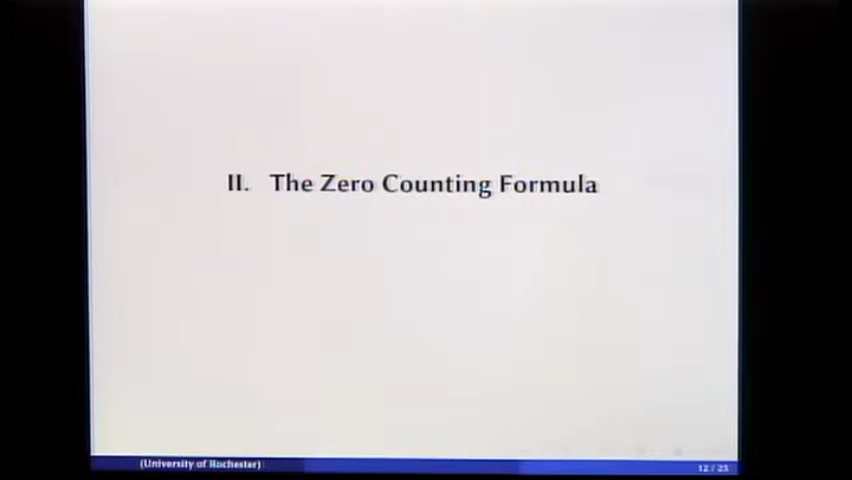 II. The Zero Counting Formula
(University of Rochester)
12 / 25